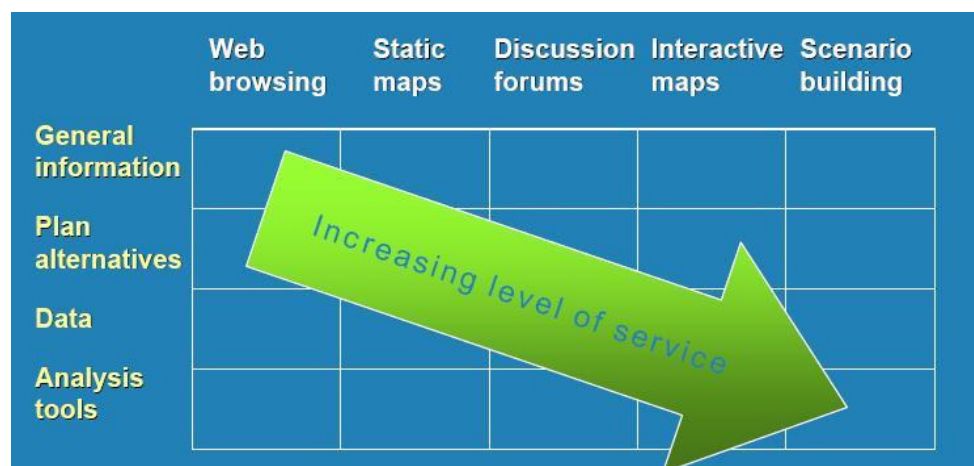 Web Static Discussion Interactive Scenario
browsing maps forums maps building
General
information
Plan
alternatives
Data
Analysis
tools
Increasing level of service